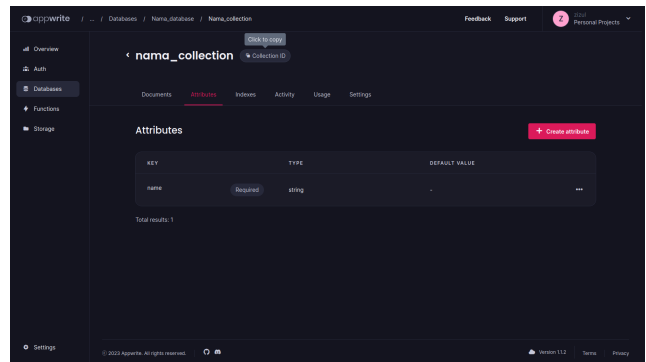 appwrite / ... / Databases / Nama_database / Nama_collection
Feedback Support
Z
Personal Projects
Click to copy
nama_collection Collection ID
Overview
Auth
Databases
Functions
Storage
Documents Attributes Indexes Activity Usage Settings
Attributes
+ Create attribute
KEY TYPE DEFAULT VALUE
name Required string -
Total results: 1
Settings
© 2023 Appwrite. All rights reserved.
Version 1.1.2 Terms Privacy